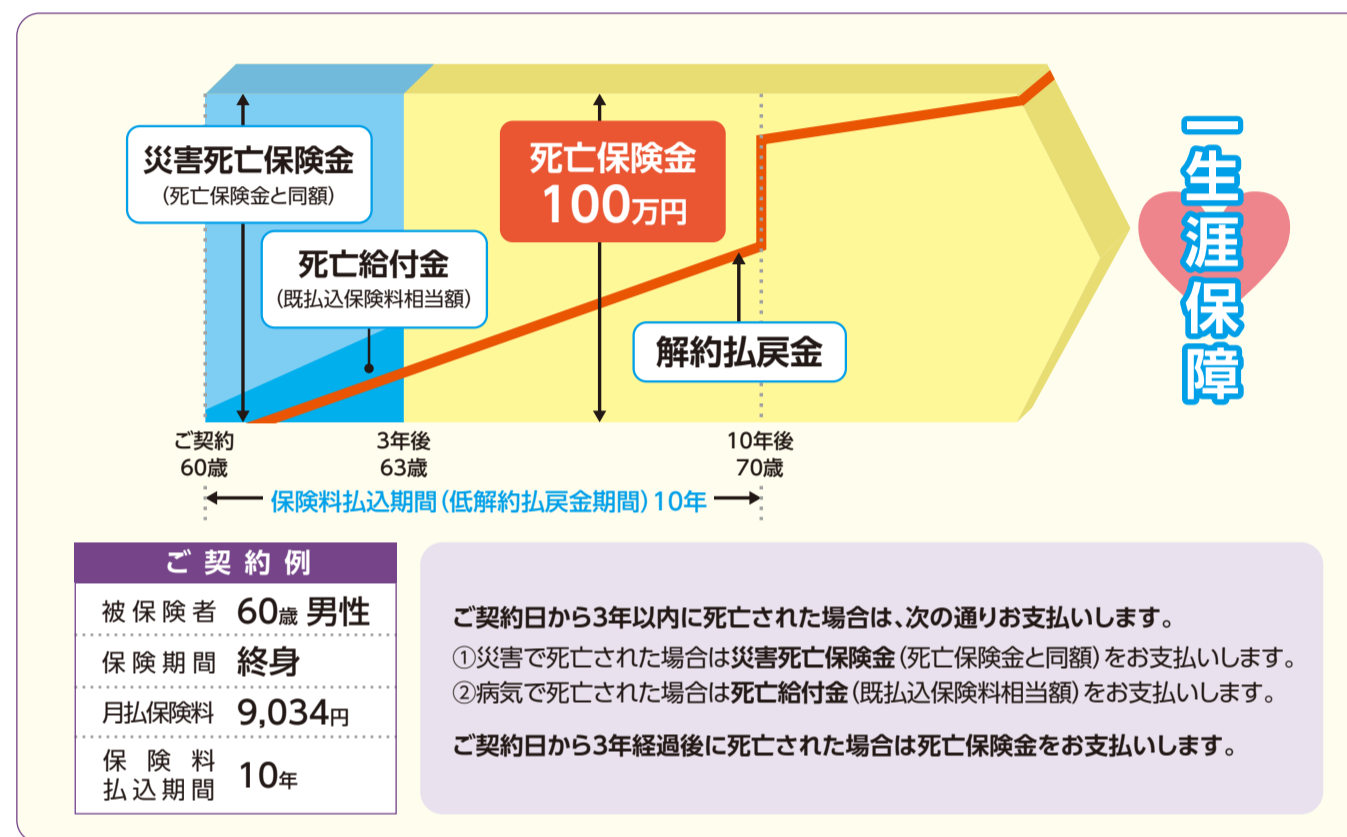 災害死亡保険金
(死亡保険金と同額)
死亡保険金
100万円
死亡給付金
(既払込保険料相当額)
解約払戻金
一生涯保障
ご契約
60歳
3年後
63歳
10年後
70歳
保険料払込期間(低解約払戻金期間)10年
ご契約例
被保険者 60歳 男性
保険期間 終身
月払保険料 9,034円
保険料
払込期間 10年
ご契約日から3年以内に死亡された場合は、次の通りお支払いします。
①災害で死亡された場合は災害死亡保険金(死亡保険金と同額)をお支払いします。
②病気で死亡された場合は死亡給付金(既払込保険料相当額)をお支払いします。
ご契約日から3年経過後に死亡された場合は死亡保険金をお支払いします。